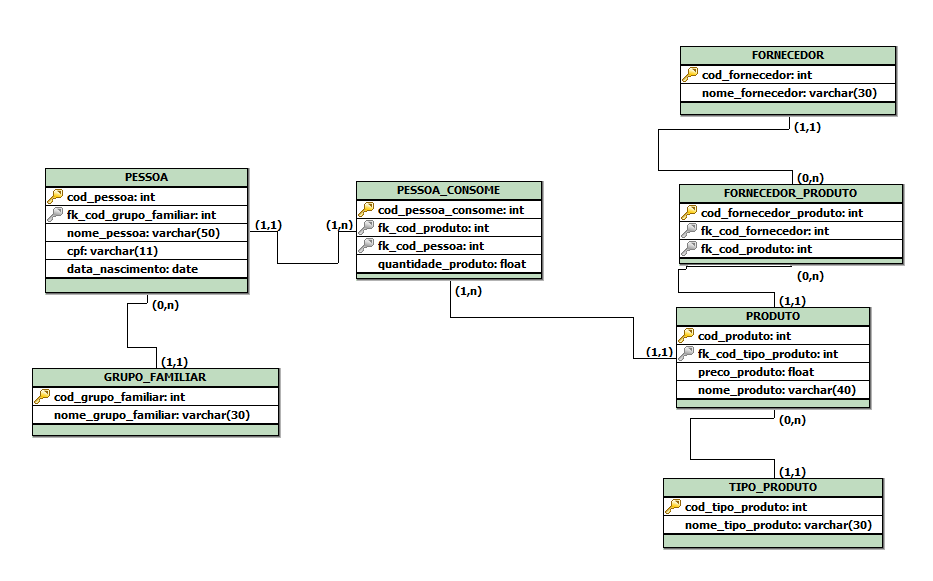 FORNECEDOR
cod_fornecedor: int
nome_fornecedor: varchar(30)
(1,1)
(0,n)
FORNECEDOR_PRODUTO
cod_fornecedor_produto: int
fk_cod_fornecedor: int
fk_cod_produto: int
(0,n)
(1,1)
PESSOA
cod_pessoa: int
fk_cod_grupo_familiar: int
nome_pessoa: varchar(50)
cpf: varchar(11)
data_nascimento: date
(1,1)
(0,n)
(1,1)
GRUPO_FAMILIAR
cod_grupo_familiar: int
nome_grupo_familiar: varchar(30)
(1,n)
PESSOA_CONSOME
cod_pessoa_consome: int
fk_cod_produto: int
fk_cod_pessoa: int
quantidade_produto: float
(1,n)
(1,1)
PRODUTO
cod_produto: int
fk_cod_tipo_produto: int
preco_produto: float
nome_produto: varchar(40)
(0,n)
(1,1)
TIPO_PRODUTO
cod_tipo_produto: int
nome_tipo_produto: varchar(30)